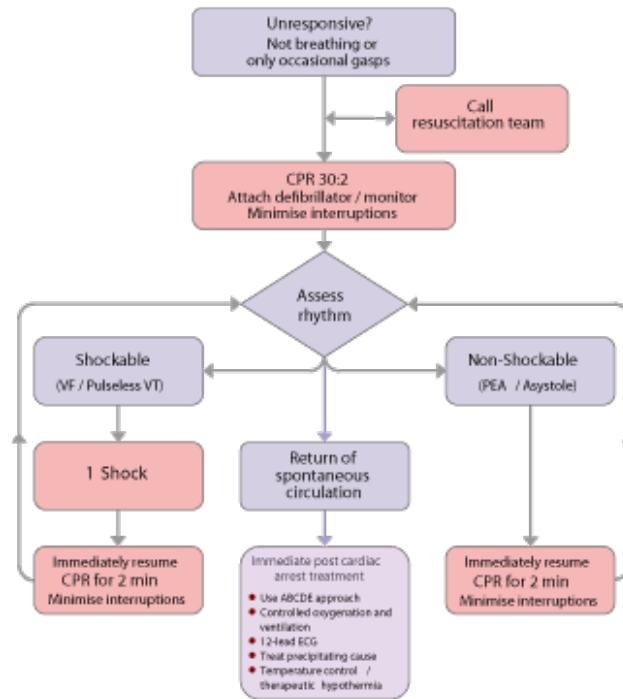 Unresponsive?
Not breathing or
only occasional gasps
Call
resuscitation team
CPR 30:2
Attach defibrillator / monitor
Minimise interruptions
Assess
rhythm
Shockable
(VF / Pulseless VT)
Non-Shockable
(PEA / Asystole)
1 Shock
Return of
spontaneous
circulation
Immediately resume
CPR for 2 min
Minimise interruptions
Immediate post cardiac
arrest treatment
Use ABCDE approach
Controlled oxygenation and
ventilation
12-lead ECG
Treat precipitating cause
Temperature control /
therapeutic hypothermia
Immediately resume
CPR for 2 min
Minimise interruptions